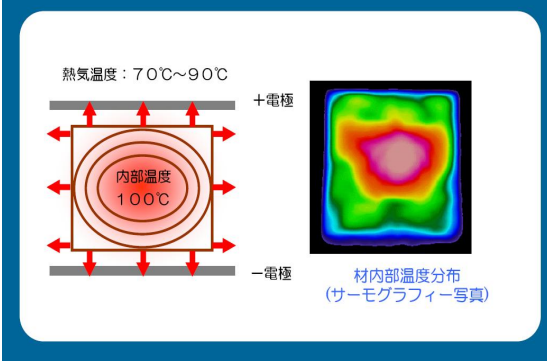 熱気温度：７０℃～９０℃
＋電極
内部温度
１００℃
－電極
材内部温度分布
(サーモグラフィー写真)